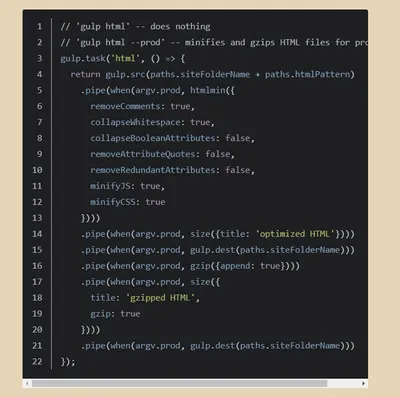 1 // 'gulp html' -- does nothing
2 // 'gulp html --prod' -- minifies and gzips HTML files for pro
3 gulp.task('html', () => {
4 return gulp.src(paths.siteFolderName + paths.htmlPattern)
5 .pipe(when(argv.prod, htmlmin({
6 removeComments: true,
7 collapseWhitespace: true,
8 collapseBooleanAttributes: false,
9 removeAttributeQuotes: false,
10 removeRedundantAttributes: false,
11 minifyJS: true,
12 minifyCSS: true
13 })))
14 .pipe(when(argv.prod, size({title: 'optimized HTML'})))
15 .pipe(when(argv.prod, gulp.dest(paths.siteFolderName)))
16 .pipe(when(argv.prod, gzip({append: true})))
17 .pipe(when(argv.prod, size({
18 title: 'gzipped HTML',
19 gzip: true
20 })))
21 .pipe(when(argv.prod, gulp.dest(paths.siteFolderName)))
22 });